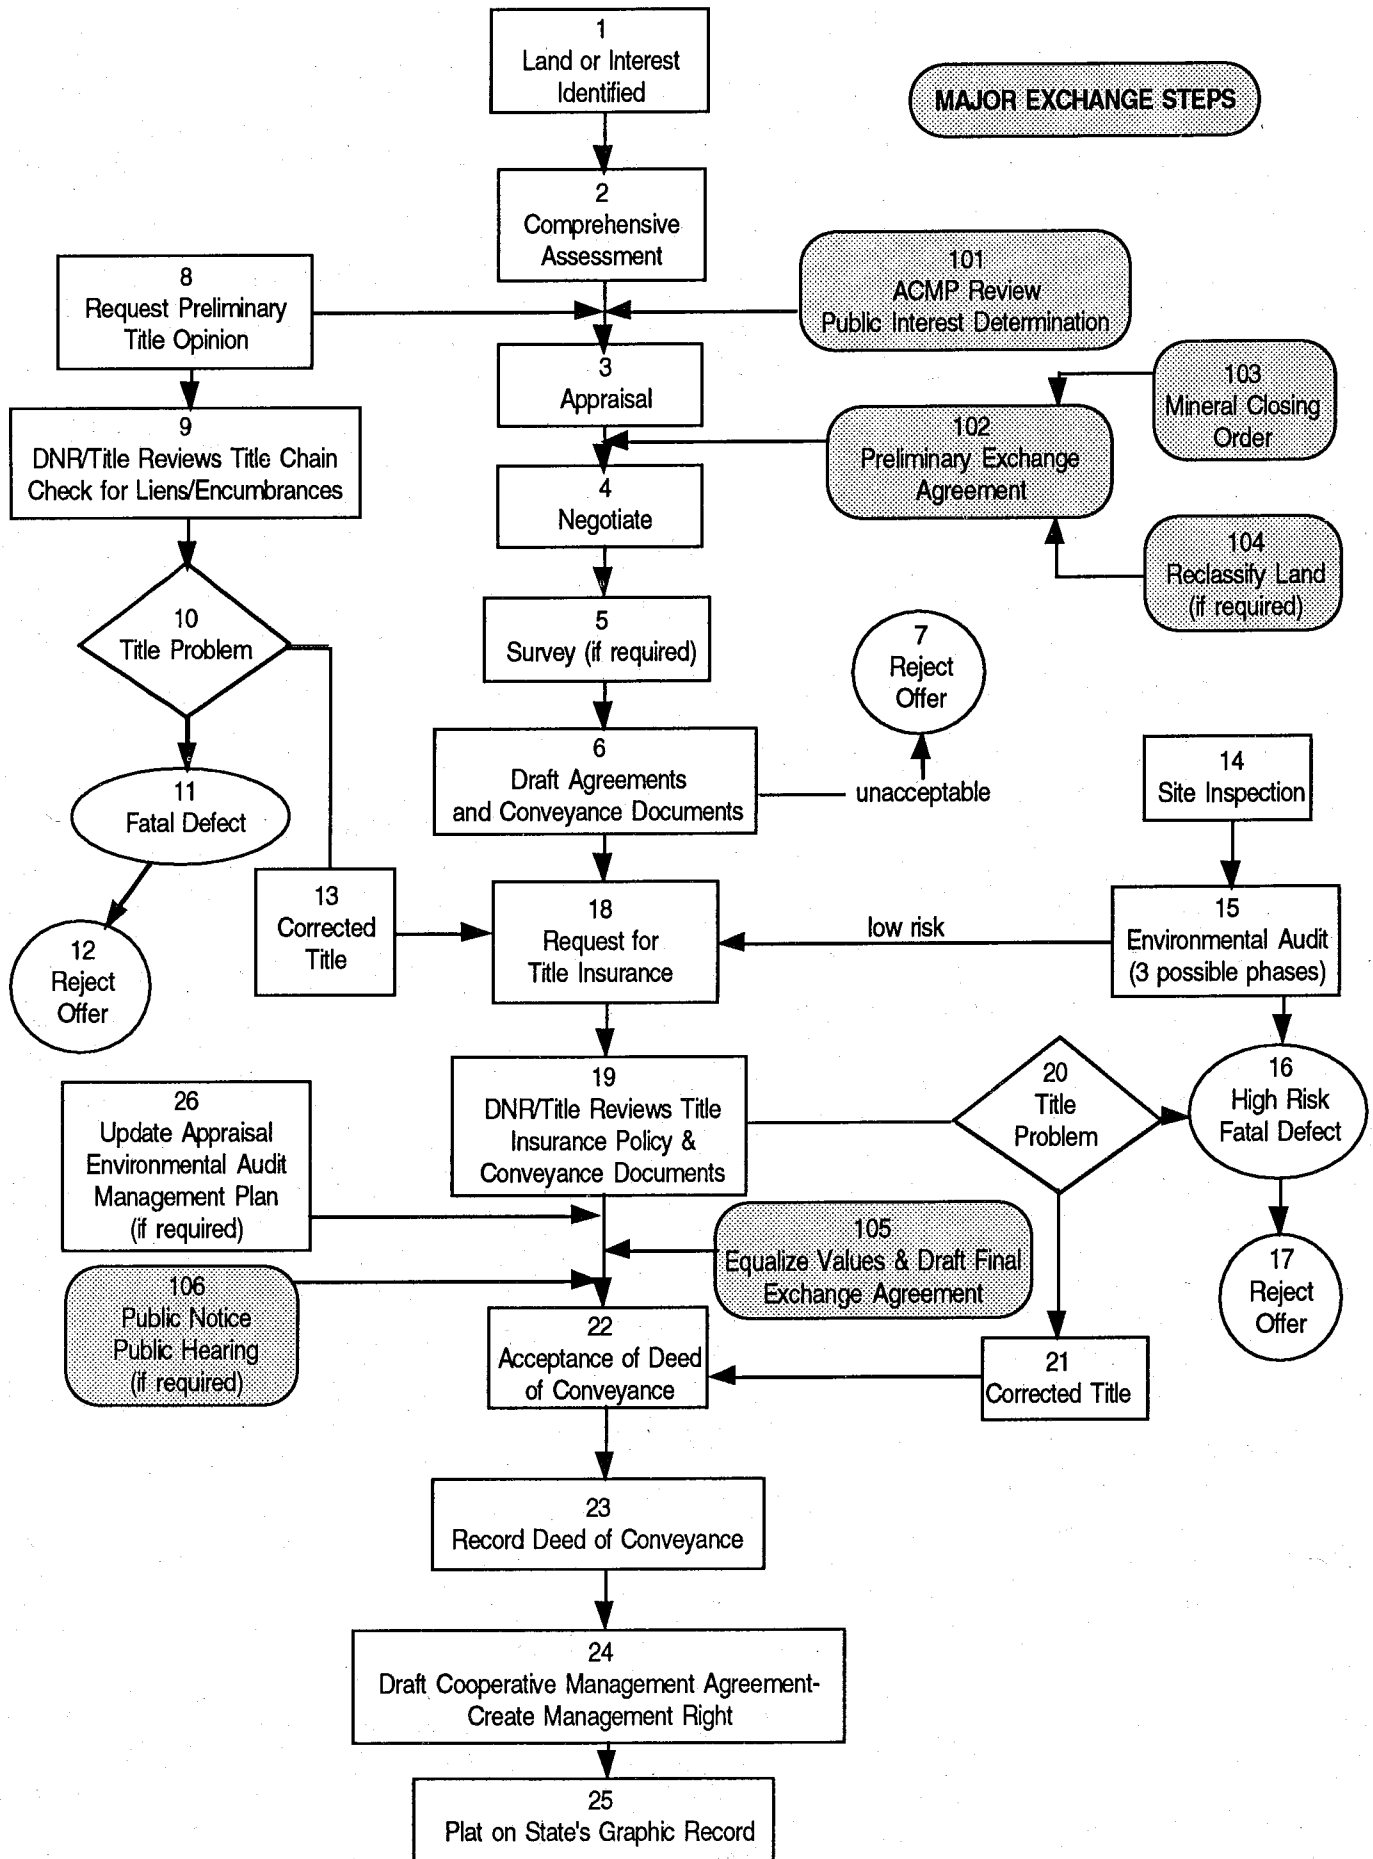 1
Land or Interest
Identified
MAJOR EXCHANGE STEPS
2
Comprehensive
Assessment
8
Request Preliminary
Title Opinion
101
ACMP Review
Public Interest Determination
3
Appraisal
103
Mineral Closing
Order
9
DNR/Title Reviews Title Chain
Check for Liens/Encumbrances
102
Preliminary Exchange
Agreement
4
Negotiate
104
Reclassify Land
(if required)
10
Title Problem
5
Survey (if required)
7
Reject
Offer
6
Draft Agreements
and Conveyance Documents
unacceptable
14
Site Inspection
11
Fatal Defect
13
Corrected
Title
18
Request for
Title Insurance
low risk
15
Environmental Audit
(3 possible phases)
12
Reject
Offer
19
DNR/Title Reviews Title
Insurance Policy &
Conveyance Documents
20
Title
Problem
16
High Risk
Fatal Defect
26
Update Appraisal
Environmental Audit
Management Plan
(if required)
105
Equalize Values & Draft Final
Exchange Agreement
17
Reject
Offer
106
Public Notice
Public Hearing
(if required)
22
Acceptance of Deed
of Conveyance
21
Corrected Title
23
Record Deed of Conveyance
24
Draft Cooperative Management Agreement-
Create Management Right
25
Plat on State's Graphic Record